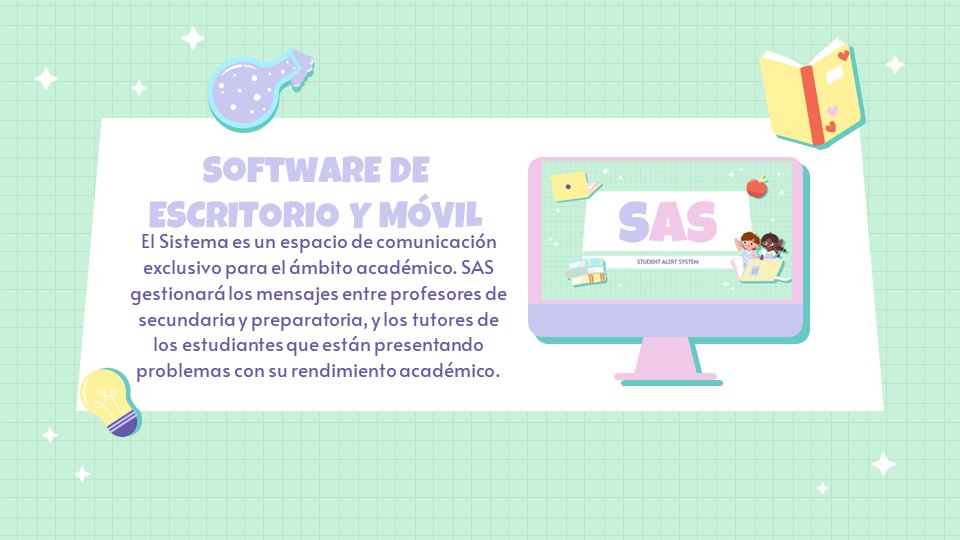 SOFTWARE DE
ESCRITORIO Y MÓVIL
El Sistema es un espacio de comunicación
exclusivo para el ámbito académico. SAS
gestionará los mensajes entre profesores de
secundaria y preparatoria, y los tutores de
los estudiantes que están presentando
problemas con su rendimiento académico.
SAS
STUDENT ALERT SYSTEM